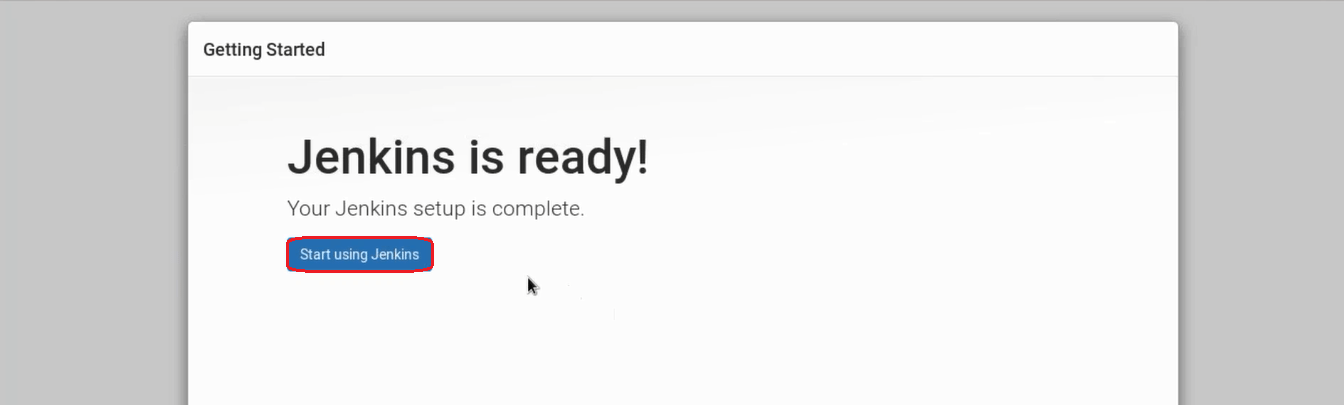 Getting Started
Jenkins is ready!
Your Jenkins setup is complete.
Start using Jenkins